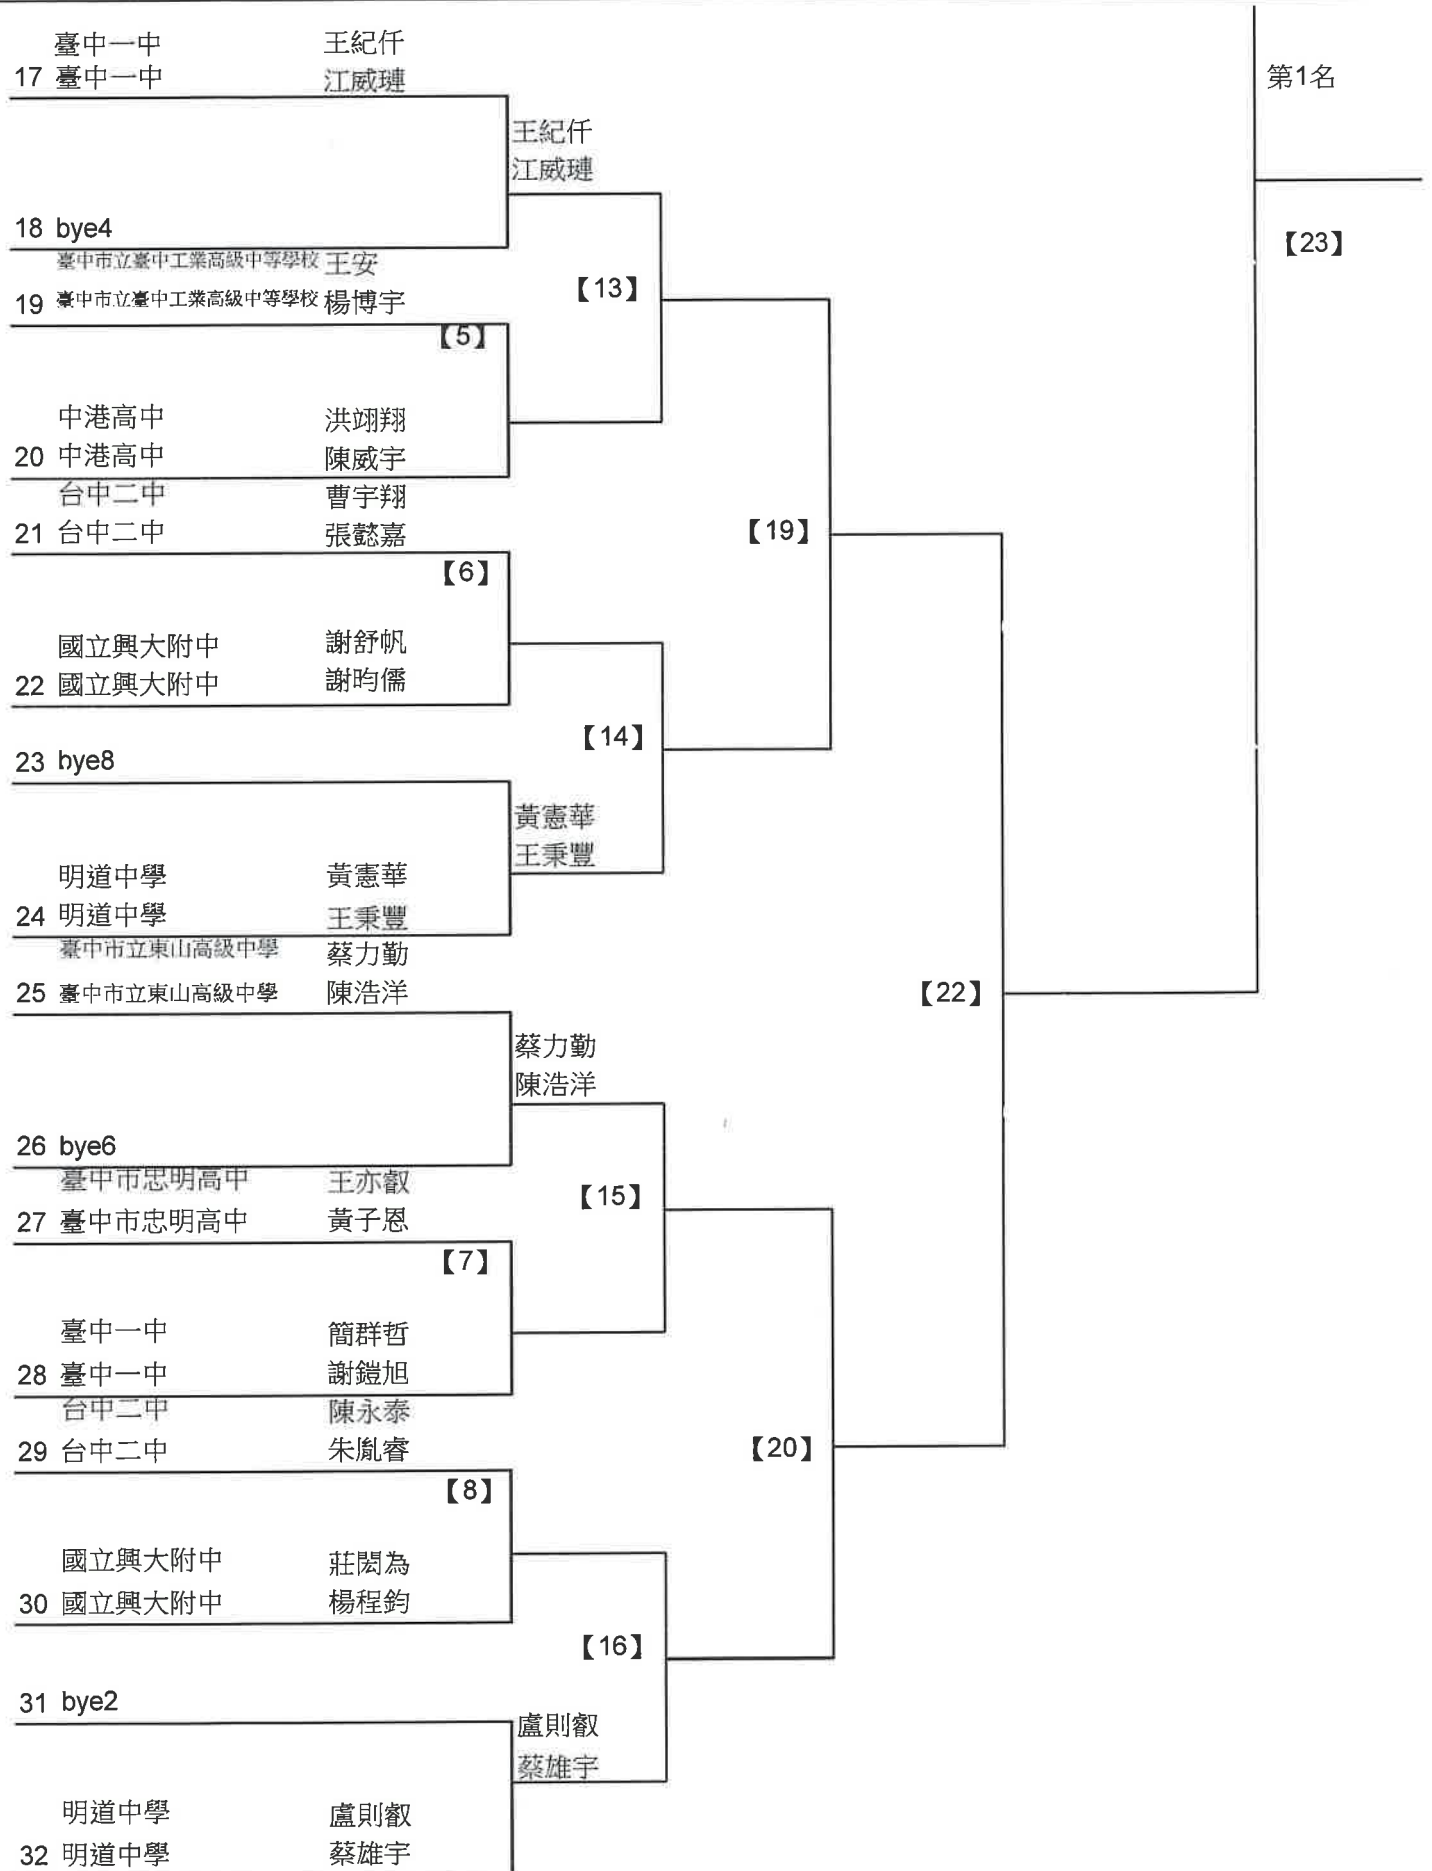 臺中一中 王紀仟
17 臺中一中 江威璉
第1名
王紀仟
江威璉
18 bye4
【23】
臺中市立臺中工業高級中等學校 王安
19 臺中市立臺中工業高級中等學校 楊博宇
【13】
【5】
中港高中 洪翊翔
20 中港高中 陳威宇
台中二中 曹宇翔
21 台中二中 張懿嘉
【19】
【6】
國立興大附中 謝舒帆
22 國立興大附中 謝昀儒
【14】
23 bye8
黃憲華
王秉豐
明道中學 黃憲華
24 明道中學 王秉豐
臺中市立東山高級中學 蔡力勤
25 臺中市立東山高級中學 陳浩洋
【22】
蔡力勤
陳浩洋
26 bye6
臺中市忠明高中 王亦叡
【15】
27 臺中市忠明高中 黃子恩
【7】
臺中一中 簡群哲
28 臺中一中 謝鎧旭
台中二中 陳永泰
29 台中二中 朱胤睿
【20】
【8】
國立興大附中 莊閎為
30 國立興大附中 楊程鈞
【16】
31 bye2
盧則叡
蔡雄宇
明道中學 盧則叡
32 明道中學 蔡雄宇